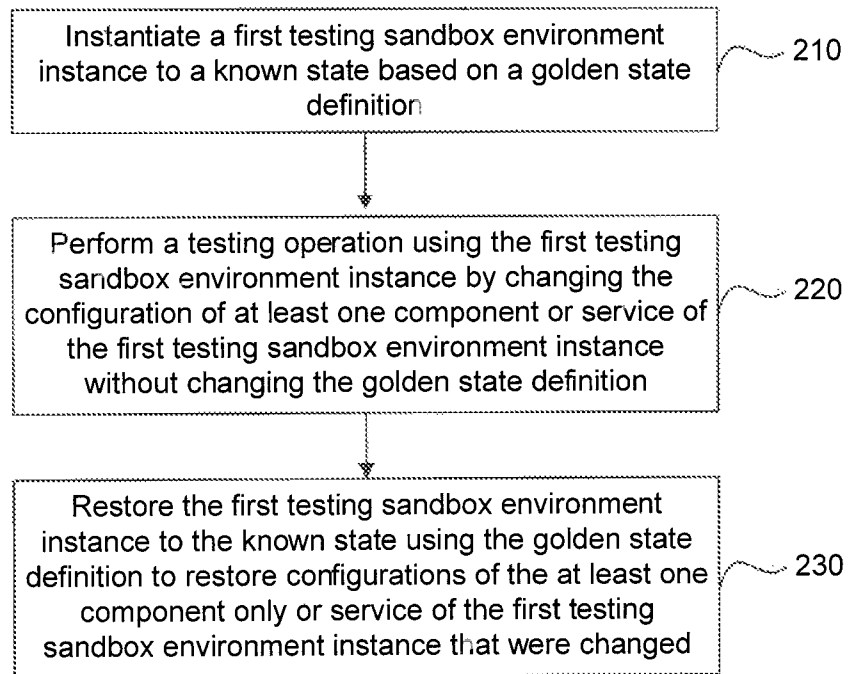 Instantiate a first testing sandbox environment
instance to a known state based on a golden state
definition
210
Perform a testing operation using the first testing
sandbox environment instance by changing the
configuration of at least one component or service of
the first testing sandbox environment instance
without changing the golden state definition
220
Restore the first testing sandbox environment
instance to the known state using the golden state
definition to restore configurations of the at least one
component only or service of the first testing
sandbox environment instance that were changed
230